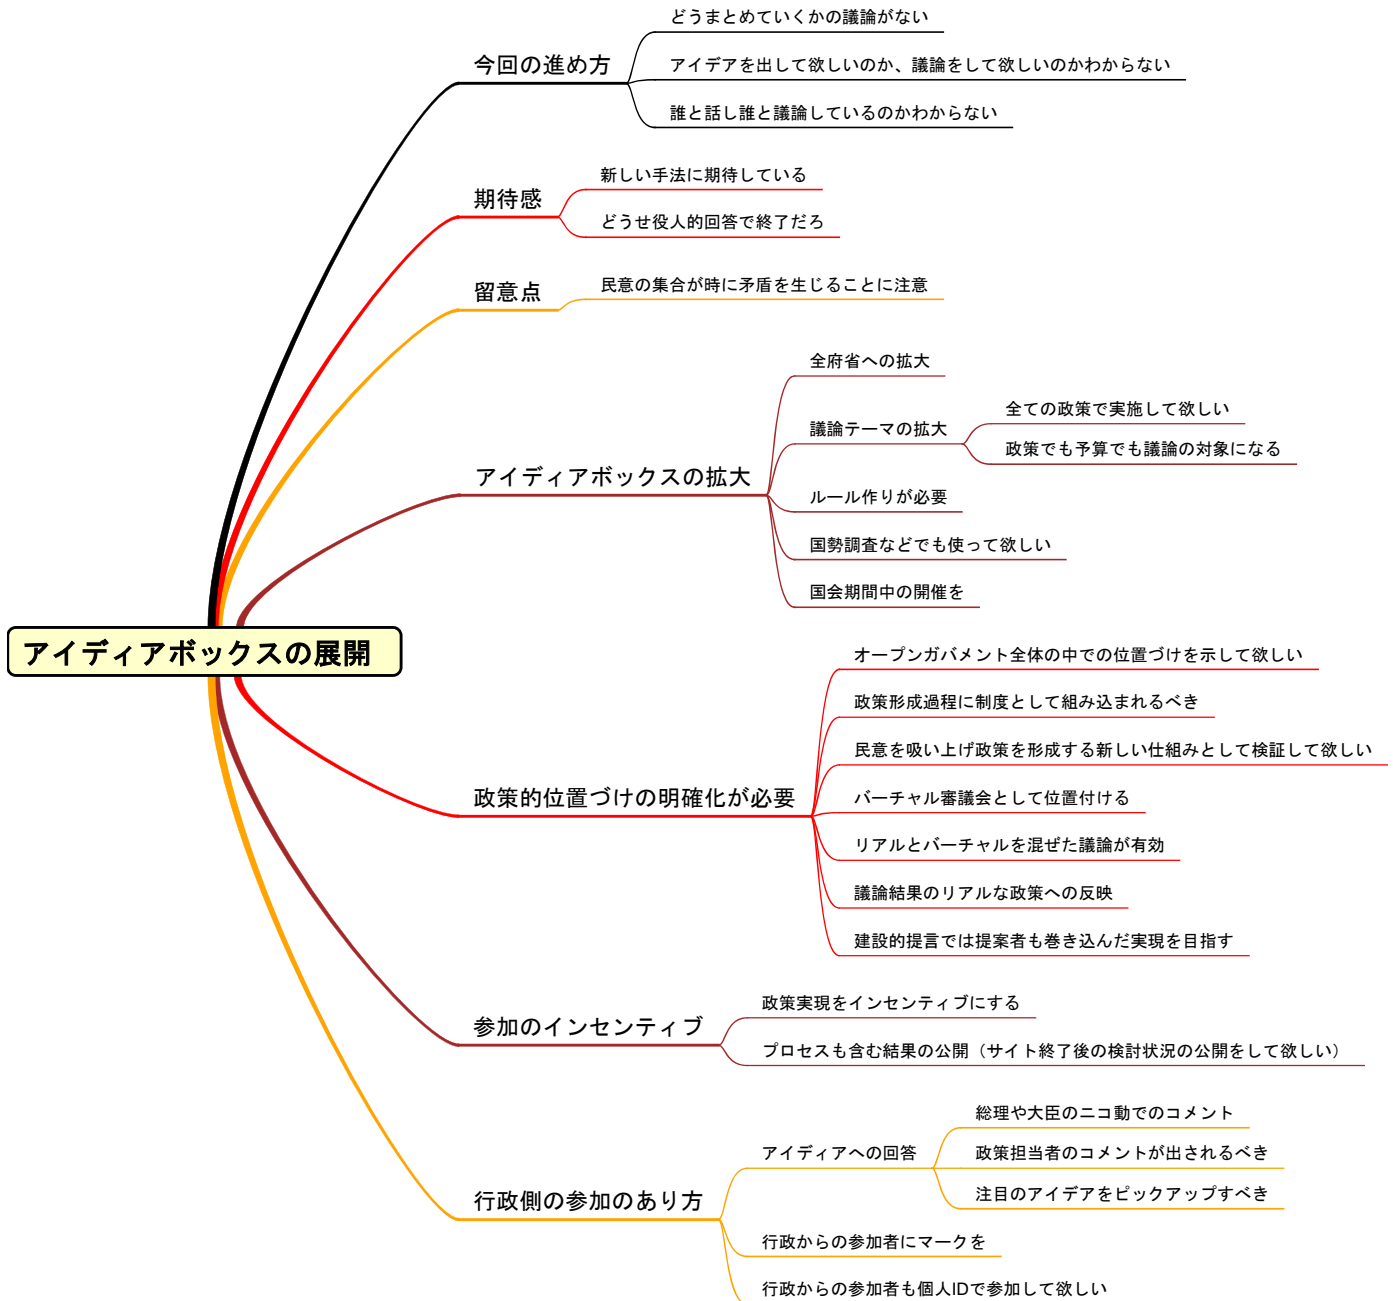 アイディアボックスの展開
今回の進め方
どうまとめていくかの議論がない
アイデアを出して欲しいのか、議論をして欲しいのかわからない
誰と話し誰と議論しているのかわからない
期待感
新しい手法に期待している
どうせ役人的回答で終了だろ
留意点
民意の集合が時に矛盾を生じることに注意
アイディアボックスの拡大
全府省への拡大
議論テーマの拡大
全ての政策で実施して欲しい
政策でも予算でも議論の対象になる
ルール作りが必要
国勢調査などでも使って欲しい
国会期間中の開催を
政策的位置づけの明確化が必要
オープンガバメント全体の中での位置づけを示して欲しい
政策形成過程に制度として組み込まれるべき
民意を吸い上げ政策を形成する新しい仕組みとして検証して欲しい
バーチャル審議会として位置付ける
リアルとバーチャルを混ぜた議論が有効
議論結果のリアルな政策への反映
建設的提言では提案者も巻き込んだ実現を目指す
参加のインセンティブ
政策実現をインセンティブにする
プロセスも含む結果の公開（サイト終了後の検討状況の公開をして欲しい）
行政側の参加のあり方
アイディアへの回答
総理や大臣のニコ動でのコメント
政策担当者のコメントが出されるべき
注目のアイデアをピックアップすべき
行政からの参加者にマークを
行政からの参加者も個人IDで参加して欲しい